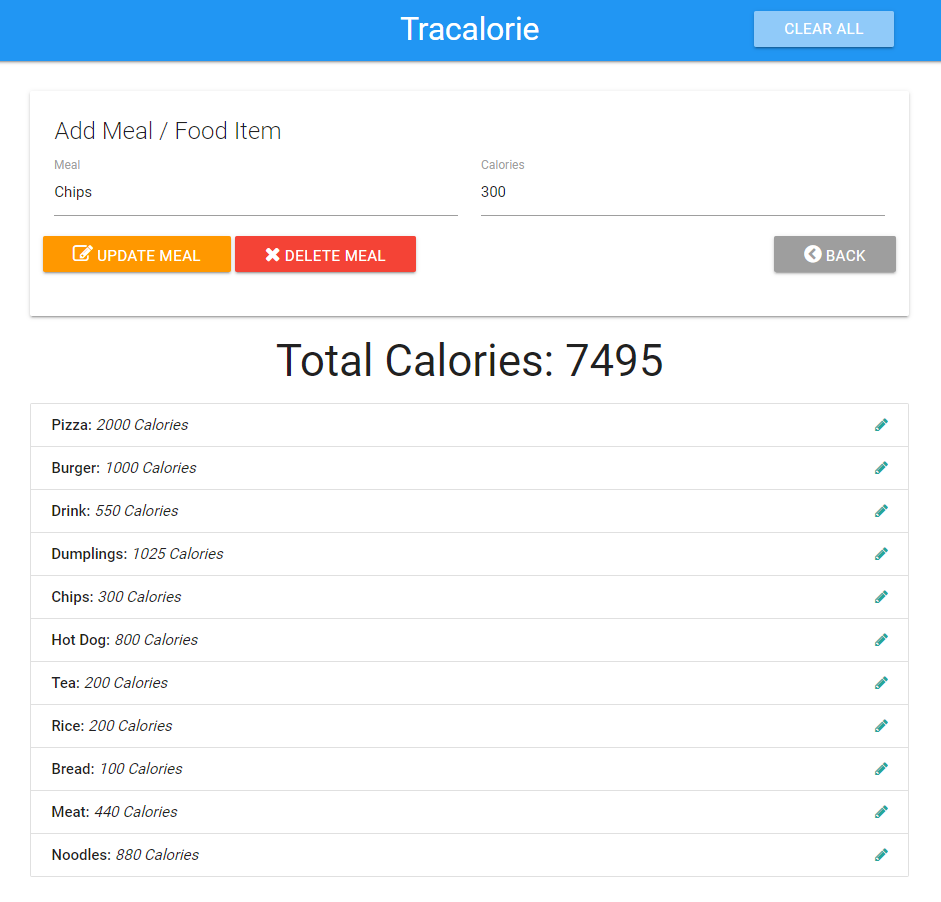 Tracalorie
CLEAR ALL
Add Meal / Food Item
Meal
Calories
Chips
300
UPDATE MEAL
DELETE MEAL
BACK
Total Calories: 7495
Pizza: 2000 Calories
Burger: 1000 Calories
Drink: 550 Calories
Dumplings: 1025 Calories
Chips: 300 Calories
Hot Dog: 800 Calories
Tea: 200 Calories
Rice: 200 Calories
Bread: 100 Calories
Meat: 440 Calories
Noodles: 880 Calories